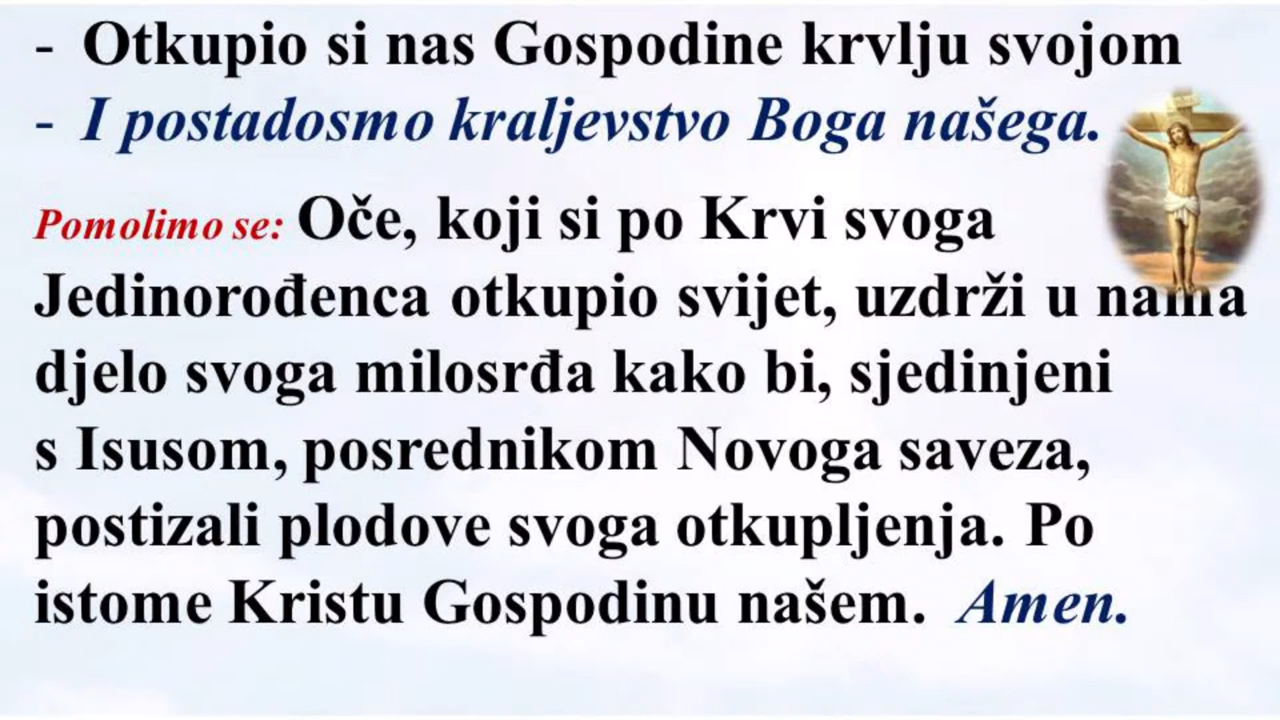 - Otkupio si nas Gospodine krvlju svojom
- I postadosmo kraljevstvo Boga našega.
Pomolimo se: Oče, koji si po Krvi svoga
Jedinorođenca otkupio svijet, uzdrži u nama
djelo svoga milosrđa kako bi, sjedinjeni
s Isusom, posrednikom Novoga saveza,
postizali plodove svoga otkupljenja. Po
istome Kristu Gospodinu našem. Amen.